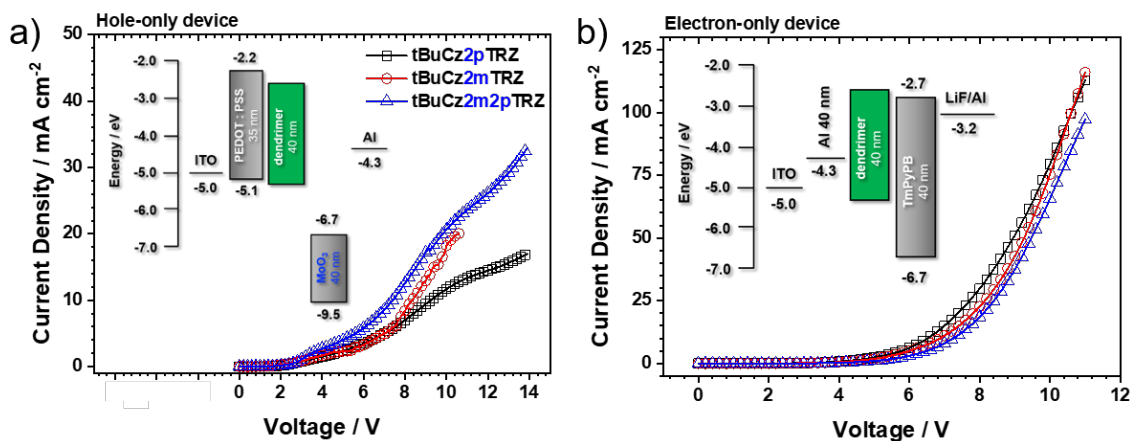 a)
Hole-only device
50
40
30
20
10
0
Current Density / mA cm-2
0 2 4 6 8 10 12 14
Voltage / V
tBuCz2pTRZ
tBuCz2mTRZ
tBuCz2m2pTRZ
-2.0
-3.0
-4.0
-5.0
-6.0
-7.0
Energy / eV
ITO
-5.0
-2.2
PEDOT : PSS
35 nm
-5.1
dendrimer
40 nm
-6.7
MoO3
40 nm
-9.5
Al
-4.3
b)
Electron-only device
125
100
75
50
25
0
Current Density / mA cm-2
0 2 4 6 8 10 12
Voltage / V
-2.0
-3.0
-4.0
-5.0
-6.0
-7.0
Energy / eV
ITO
-5.0
Al 40 nm
-4.3
dendrimer
40 nm
-2.7
TmPyPB
40 nm
-6.7
LiF/Al
-3.2